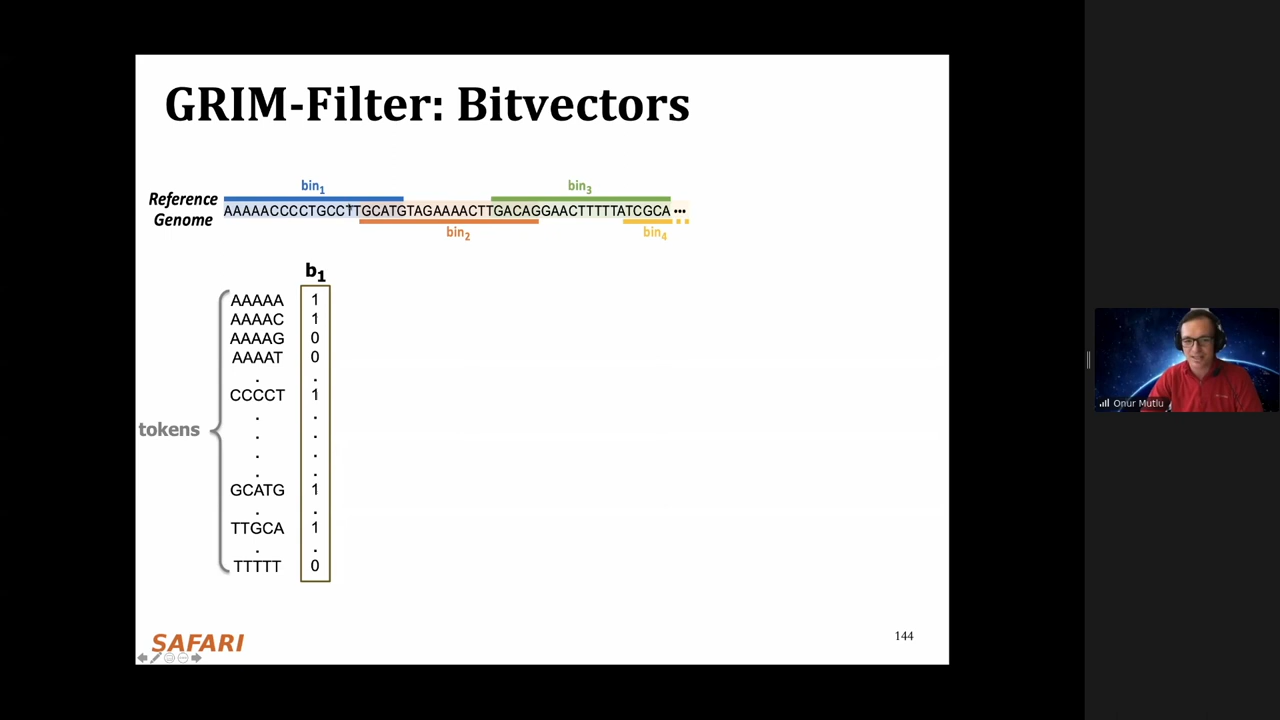 GRIM-Filter: Bitvectors
bin1
bin3
Reference
Genome
AAAAACCCCTGCCTTGCATGTAGAAAACTTGACAGGAACTTTTTATCGCA •••
bin2
bin4
b1
AAAAA 1
AAAAC 1
AAAAG 0
AAAAT 0
. .
CCCCT 1
. .
tokens
. .
. .
. .
GCATG 1
. .
TTGCA 1
. .
TTTTT 0
SAFARI
144
Onur Mutlu